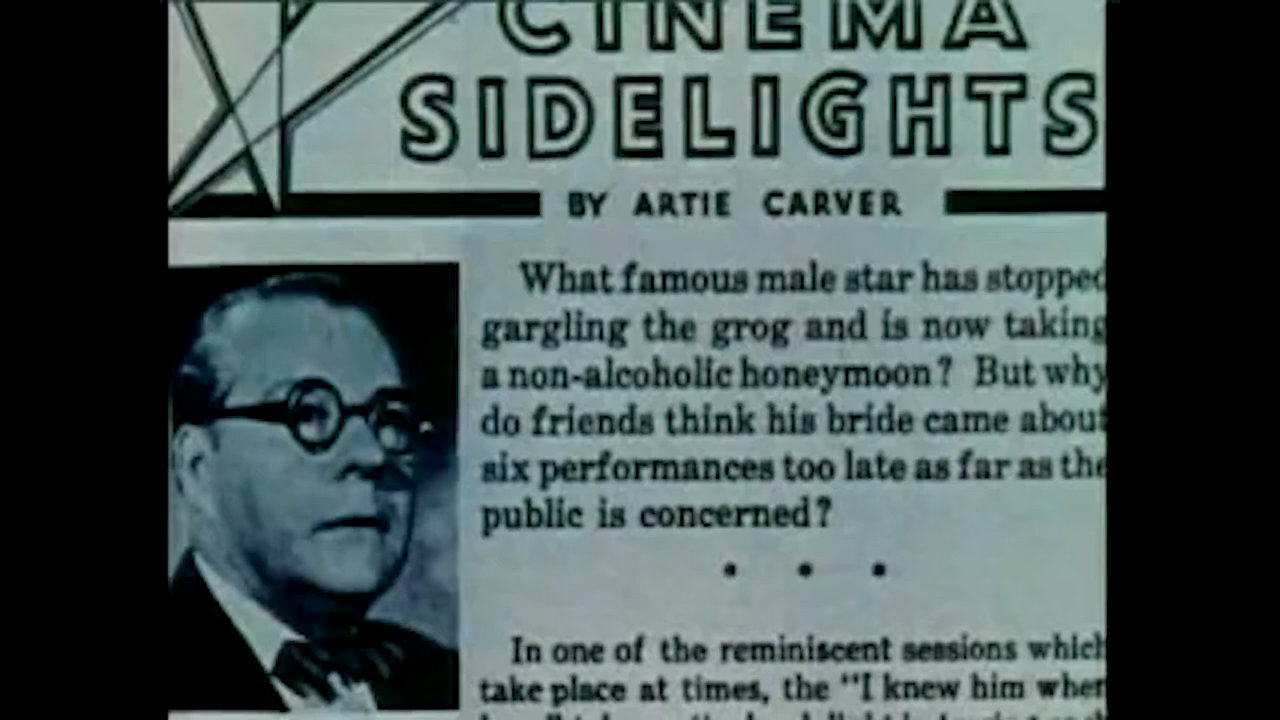 CINEMA
SIDELIGHTS
BY ARTIE CARVER
What famous male star has stopped
gargling the grog and is now taking
a non-alcoholic honeymoon? But why
do friends think his bride came about
six performances too late as far as the
public is concerned?
• • •
In one of the reminiscent sessions which
take place at times, the "I knew him when